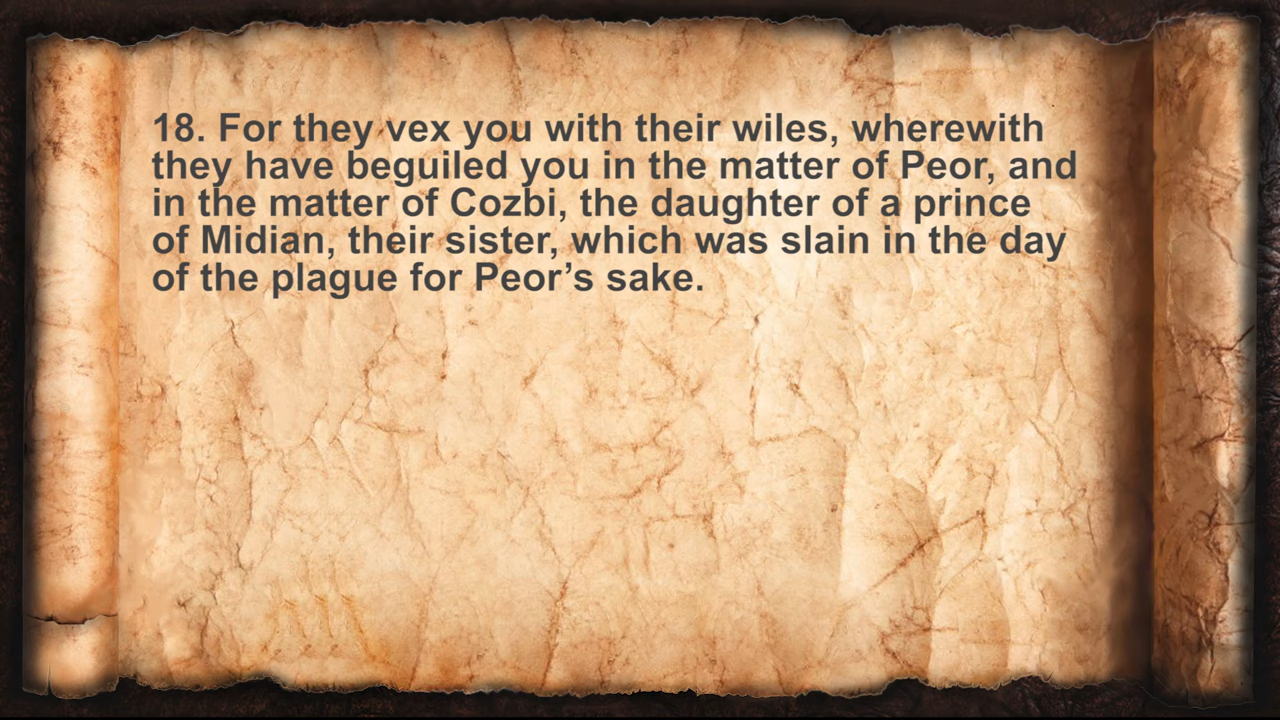 18. For they vex you with their wiles, wherewith
they have beguiled you in the matter of Peor, and
in the matter of Cozbi, the daughter of a prince
of Midian, their sister, which was slain in the day
of the plague for Peor’s sake.